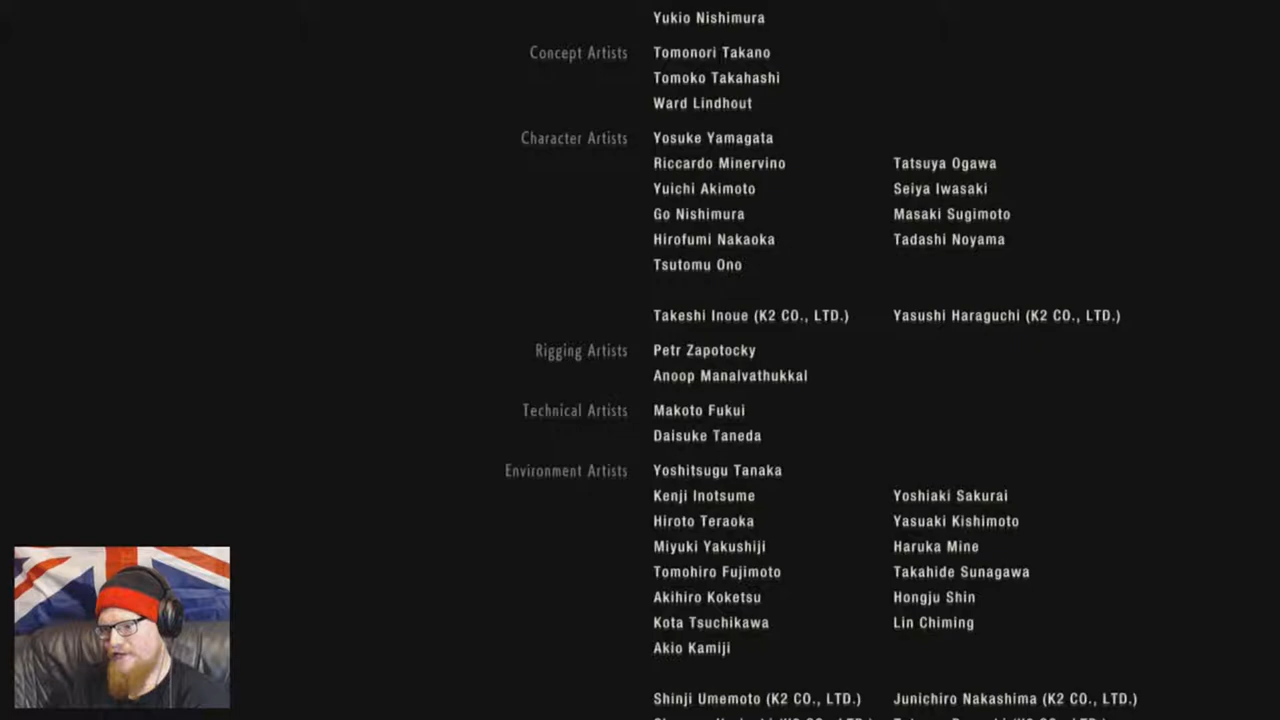 Yukio Nishimura
Concept Artists Tomonori Takano
Tomoko Takahashi
Ward Lindhout
Character Artists Yosuke Yamagata
Riccardo Minervino Tatsuya Ogawa
Yuichi Akimoto Seiya Iwasaki
Go Nishimura Masaki Sugimoto
Hirofumi Nakaoka Tadashi Noyama
Tsutomu Ono
Takeshi Inoue (K2 CO., LTD.) Yasushi Haraguchi (K2 CO., LTD.)
Rigging Artists Petr Zapotocky
Anoop Manalvathukkal
Technical Artists Makoto Fukui
Daisuke Taneda
Environment Artists Yoshitsugu Tanaka
Kenji Inotsume Yoshiaki Sakurai
Hiroto Teraoka Yasuaki Kishimoto
Miyuki Yakushiji Haruka Mine
Tomohiro Fujimoto Takahide Sunagawa
Akihiro Koketsu Hongju Shin
Kota Tsuchikawa Lin Chiming
Akio Kamiji
Shinji Umemoto (K2 CO., LTD.) Junichiro Nakashima (K2 CO., LTD.)